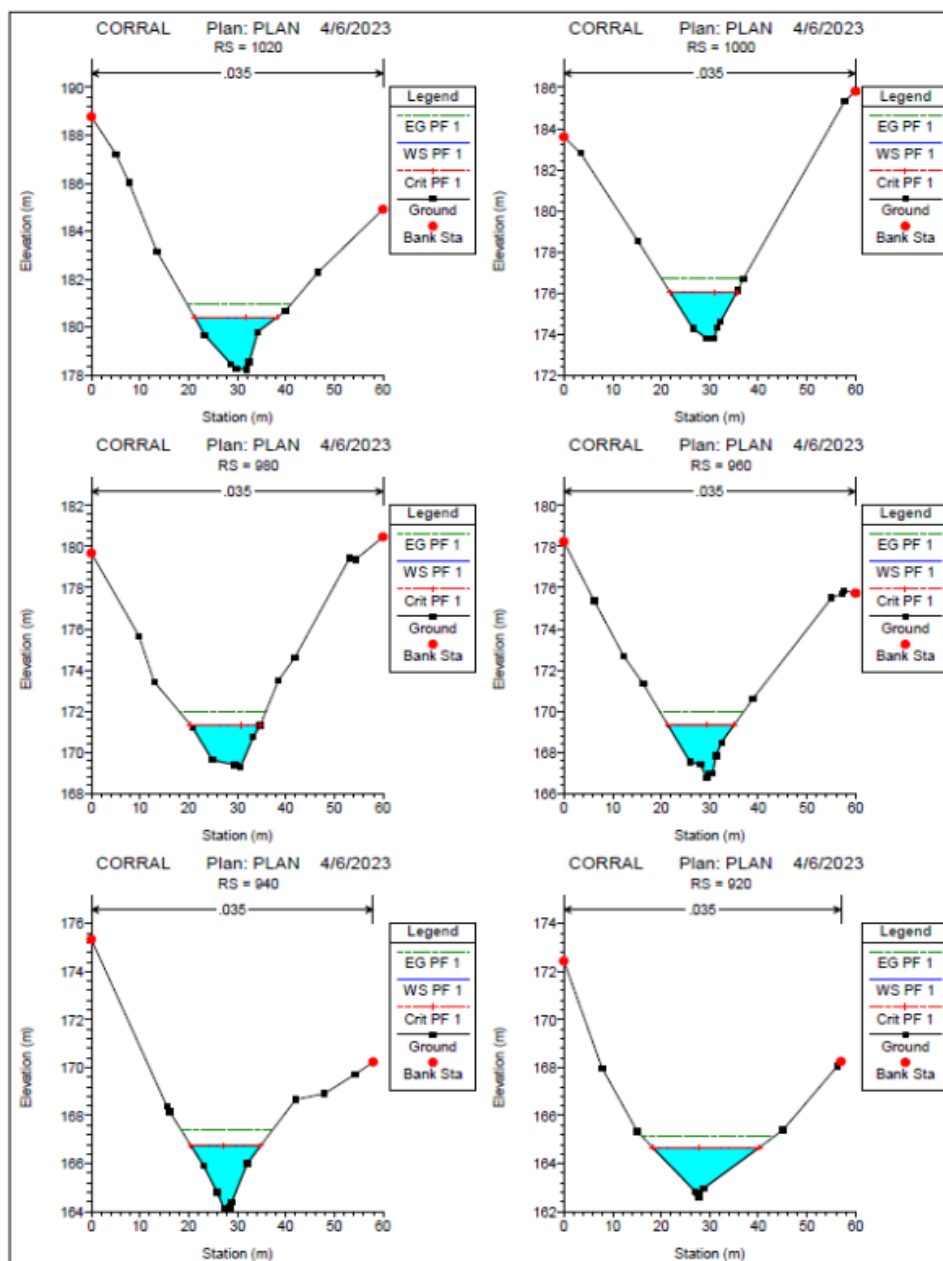 CORRAL Plan: PLAN 4/6/2023
RS = 1020
.035
Legend
EG PF 1
WS PF 1
Crit PF 1
Ground
Bank Sta
Elevation (m)
190
188
186
184
182
180
178
0 10 20 30 40 50 60
Station (m)
CORRAL Plan: PLAN 4/6/2023
RS = 1000
.035
Legend
EG PF 1
WS PF 1
Crit PF 1
Ground
Bank Sta
Elevation (m)
186
184
182
180
178
176
174
172
0 10 20 30 40 50 60
Station (m)
CORRAL Plan: PLAN 4/6/2023
RS = 980
.035
Legend
EG PF 1
WS PF 1
Crit PF 1
Ground
Bank Sta
Elevation (m)
182
180
178
176
174
172
170
168
0 10 20 30 40 50 60
Station (m)
CORRAL Plan: PLAN 4/6/2023
RS = 960
.035
Legend
EG PF 1
WS PF 1
Crit PF 1
Ground
Bank Sta
Elevation (m)
180
178
176
174
172
170
168
166
0 10 20 30 40 50 60
Station (m)
CORRAL Plan: PLAN 4/6/2023
RS = 940
.035
Legend
EG PF 1
WS PF 1
Crit PF 1
Ground
Bank Sta
Elevation (m)
176
174
172
170
168
166
164
0 10 20 30 40 50 60
Station (m)
CORRAL Plan: PLAN 4/6/2023
RS = 920
.035
Legend
EG PF 1
WS PF 1
Crit PF 1
Ground
Bank Sta
Elevation (m)
174
172
170
168
166
164
162
0 10 20 30 40 50 60
Station (m)